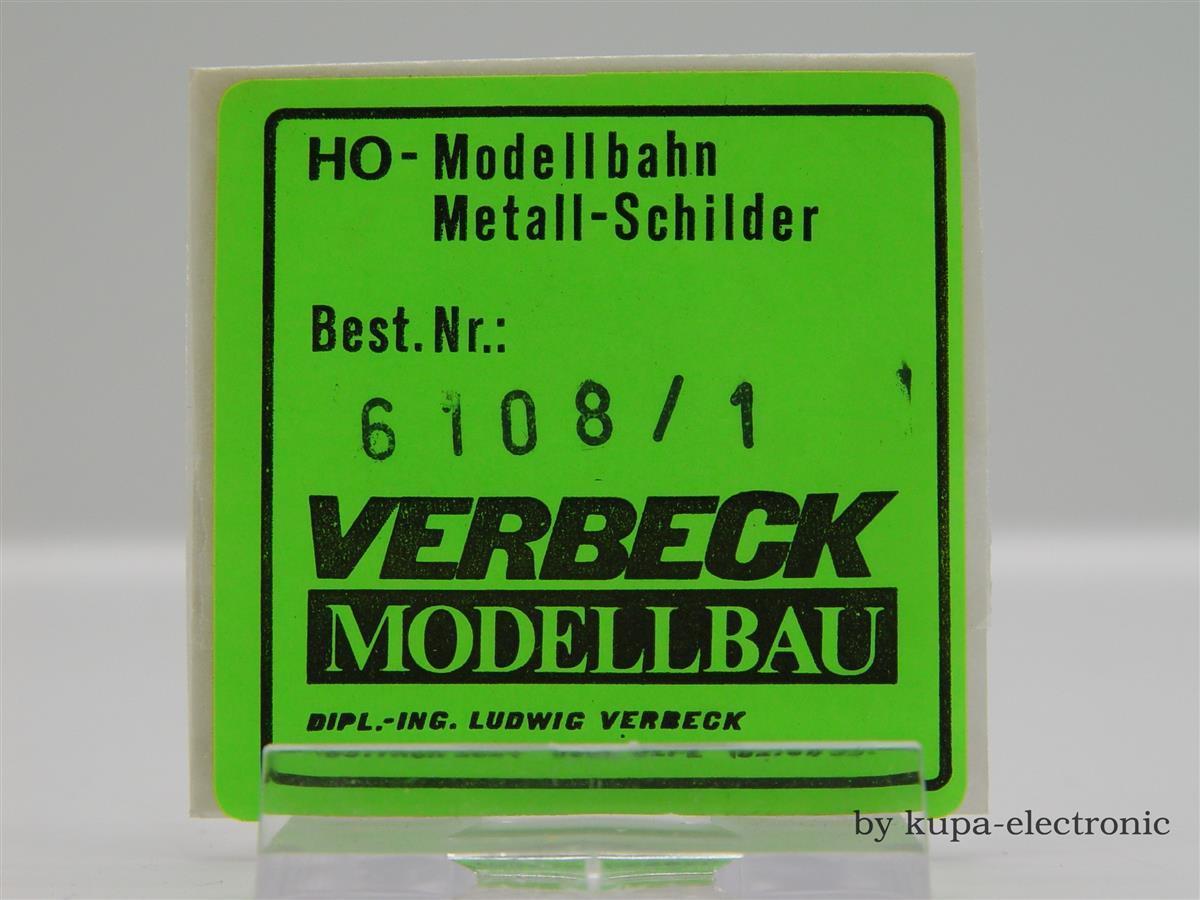 HO-Modellbahn
Metall-Schilder
Best.Nr.:
6108/1
VERBECK
MODELLBAU
DIPL.-ING. LUDWIG VERBECK
by kupa-electronic